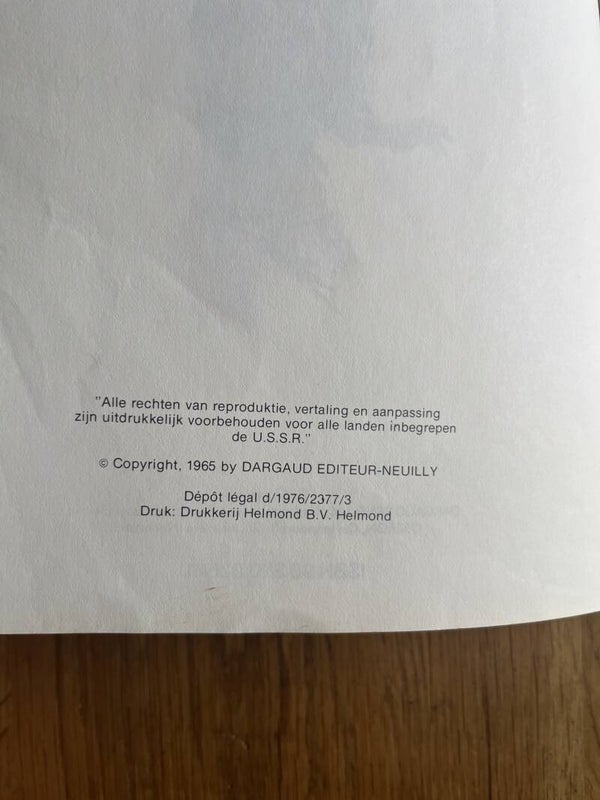 "Alle rechten van reproduktie, vertaling en aanpassing
zijn uitdrukkelijk voorbehouden voor alle landen inbegrepen
de U.S.S.R."
© Copyright, 1965 by DARGAUD EDITEUR-NEUILLY
Dépôt légal d/1976/2377/3
Druk: Drukkerij Helmond B.V. Helmond